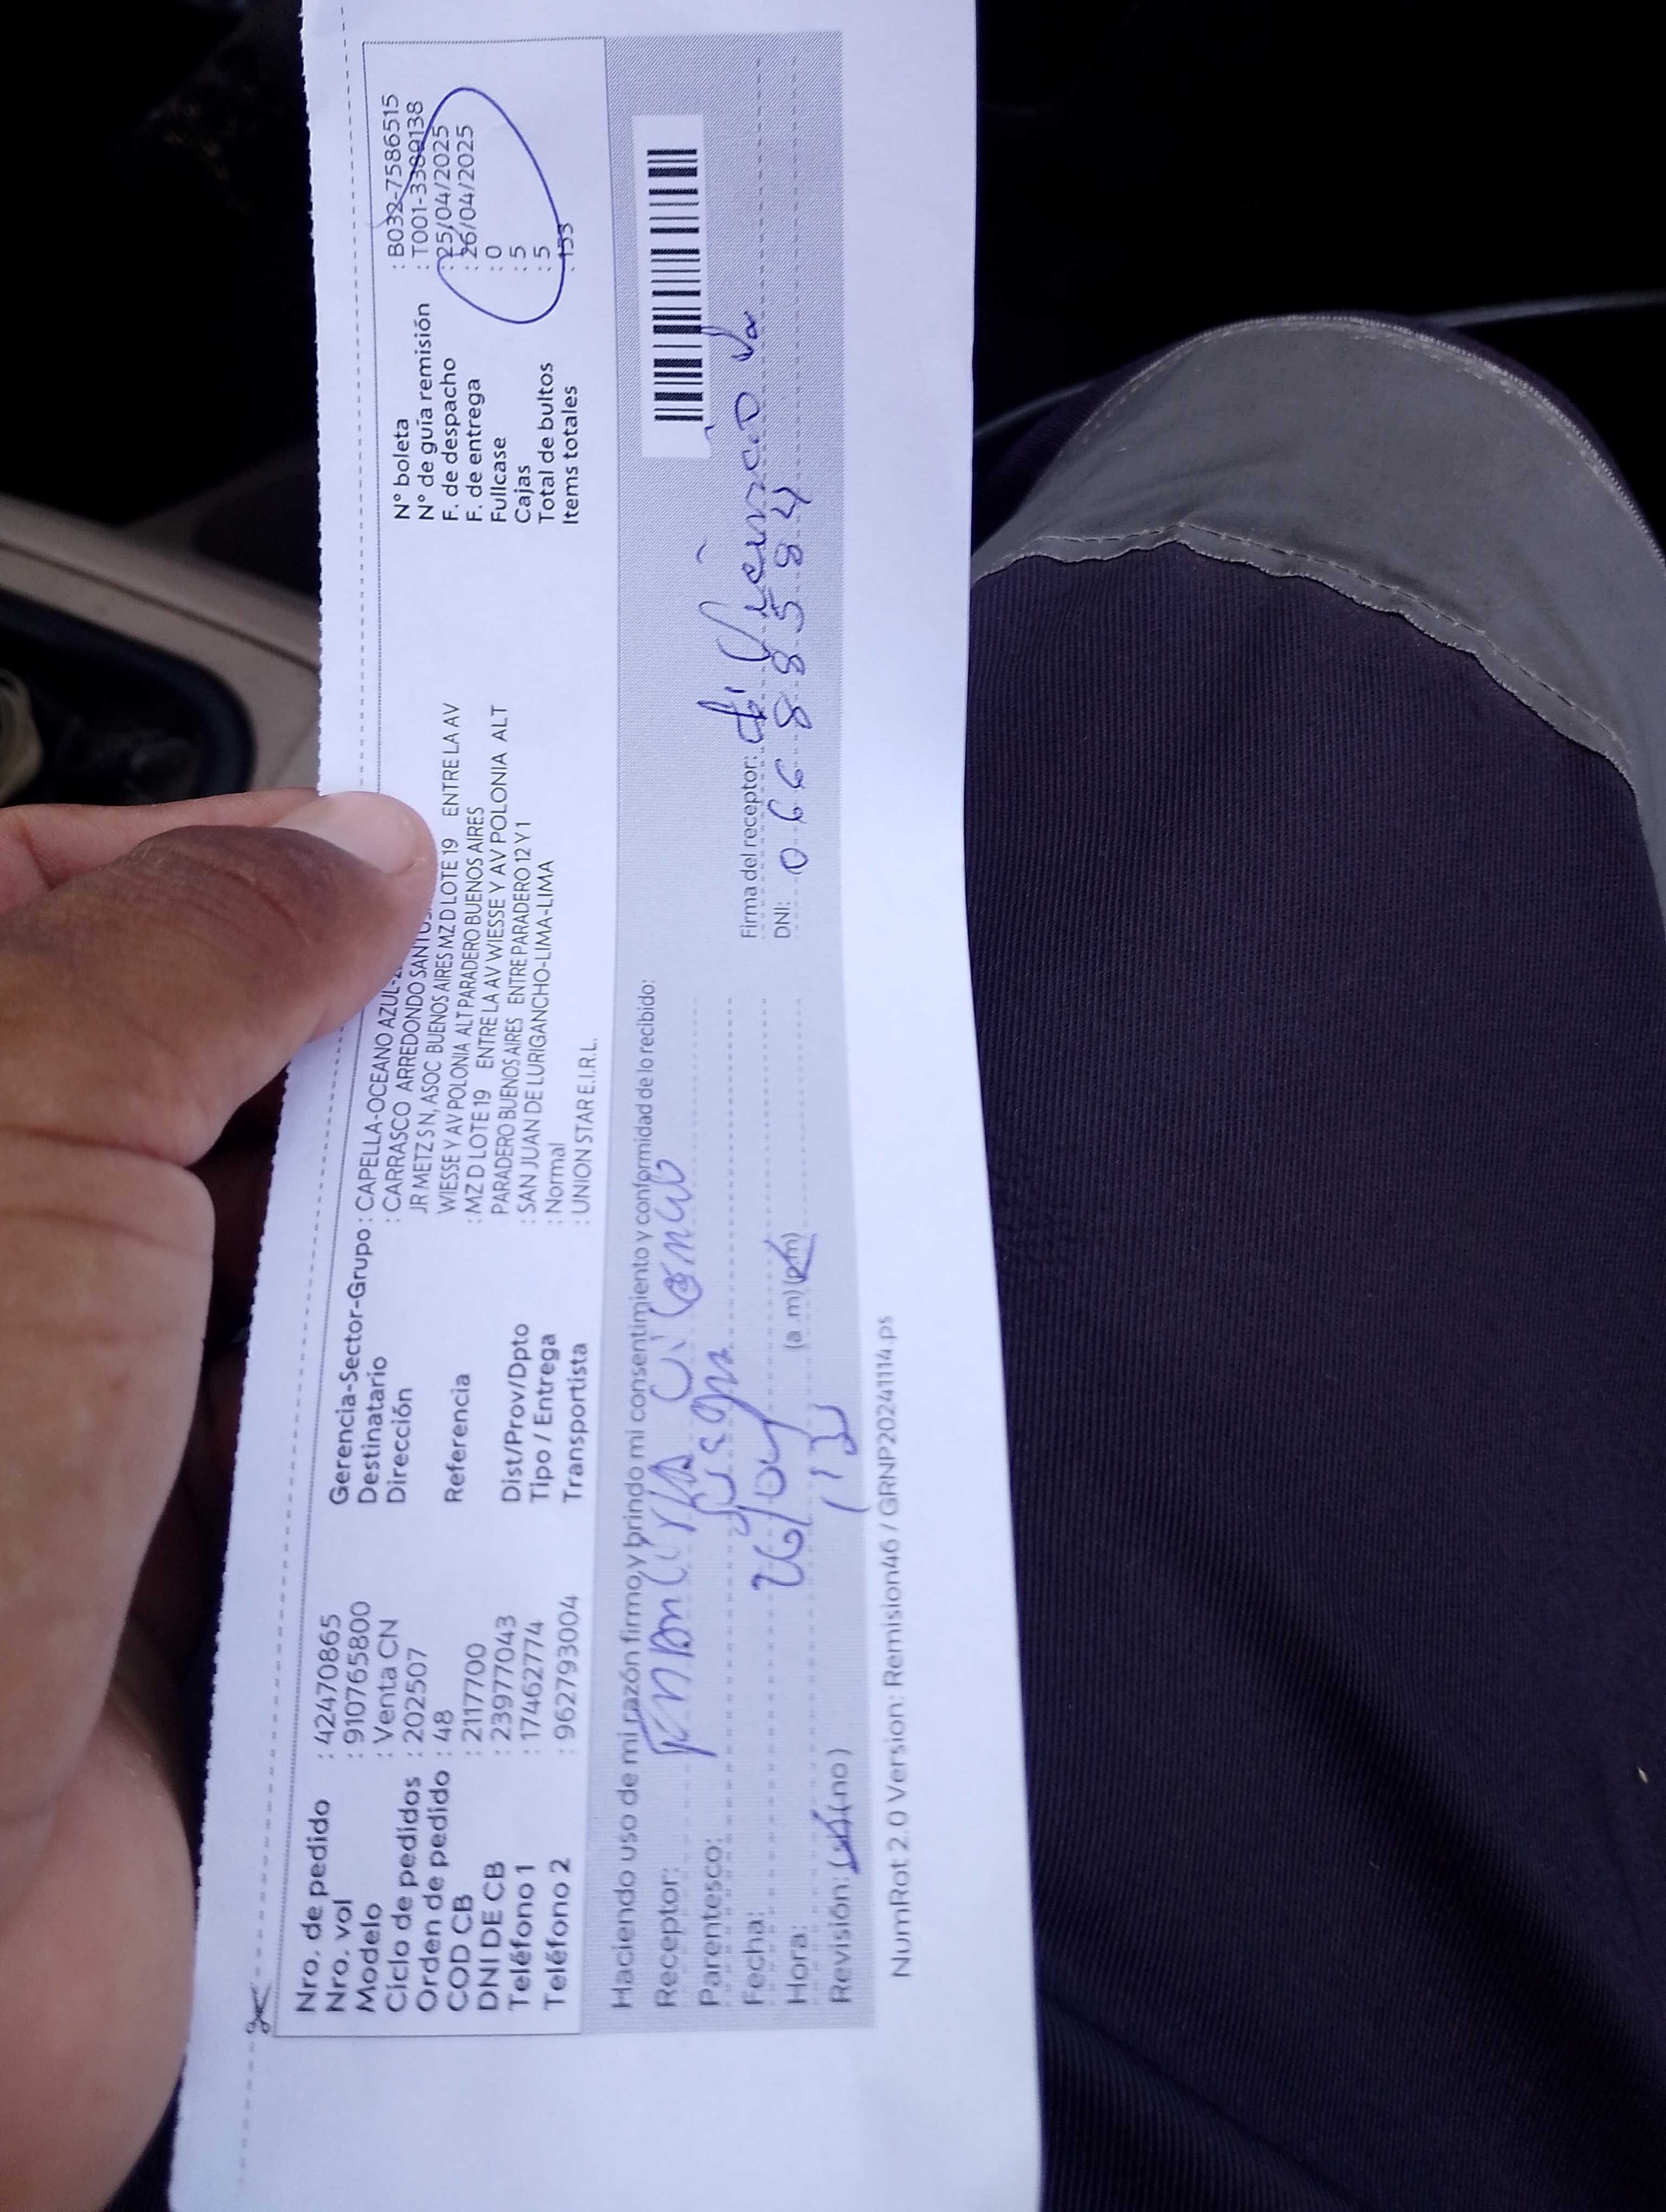 Nro. de pedido : 42470865
Nro. vol : 910765800
Modelo : Venta CN
Ciclo de pedidos : 202507
Orden de pedido : 48
COD CB : 2117700
DNI DE CB : 23977043
Teléfono 1 : 17462774
Teléfono 2 : 962793004
Gerencia-Sector-Grupo : CAPELLA-OCEANO AZUL-
Destinatario : CARRASCO ARREDONDO
Dirección JR METZ S N, ASOC BUENOS AIRES MZ D LOTE 19 ENTRE LA AV
WIESSE Y AV POLONIA ALT PARADERO BUENOS AIRES
Referencia : MZ D LOTE 19 ENTRE LA AV WIESSE Y AV POLONIA ALT
PARADERO BUENOS AIRES ENTRE PARADERO 12 Y 1
Dist/Prov/Dpto : SAN JUAN DE LURIGANCHO-LIMA-LIMA
Tipo / Entrega : Normal
Transportista : UNION STAR E.I.R.L.
N° boleta : B032-7586515
N° de guía remisión : T001-3389138
F. de despacho : 25/04/2025
F. de entrega : 26/04/2025
Fullcase : 0
Cajas : 5
Total de bultos : 5
Items totales : 153
Haciendo uso de mi razón firmo, y brindo mi consentimiento y conformidad de lo recibido:
Receptor:
Parentesco:
Fecha: 26/04
Hora: (a m) (p m)
Revisión: (no)
Firma del receptor:
DNI: 06688584
NumRot 2.0 Version: Remision46 / GRNP20241114.ps